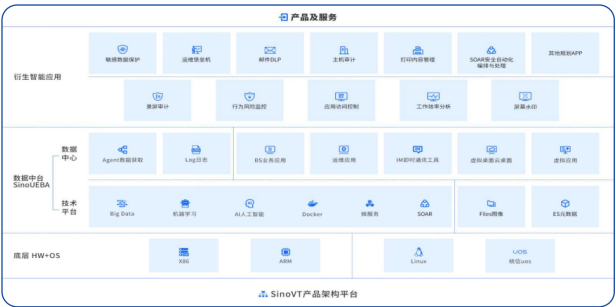 产品及服务
衍生智能应用
敏感数据保护
运维堡垒机
邮件DLP
主机审计
打印内容管理
SOAR安全自动化
编排与处理
其他规划APP
录屏审计
行为风险监控
应用访问控制
工作效率分析
屏幕水印
数据中台
SinoUEBA
数据
中心
Agent数据获取
Log日志
BS业务应用
运维应用
IM即时通讯工具
虚拟桌面云桌面
虚拟应用
技术
平台
Big Data
机器学习
AI人工智能
Docker
微服务
SOAR
Files图像
ES元数据
底层 HW+OS
X86
ARM
Linux
UOS
统信uos
SinoVT产品架构平台